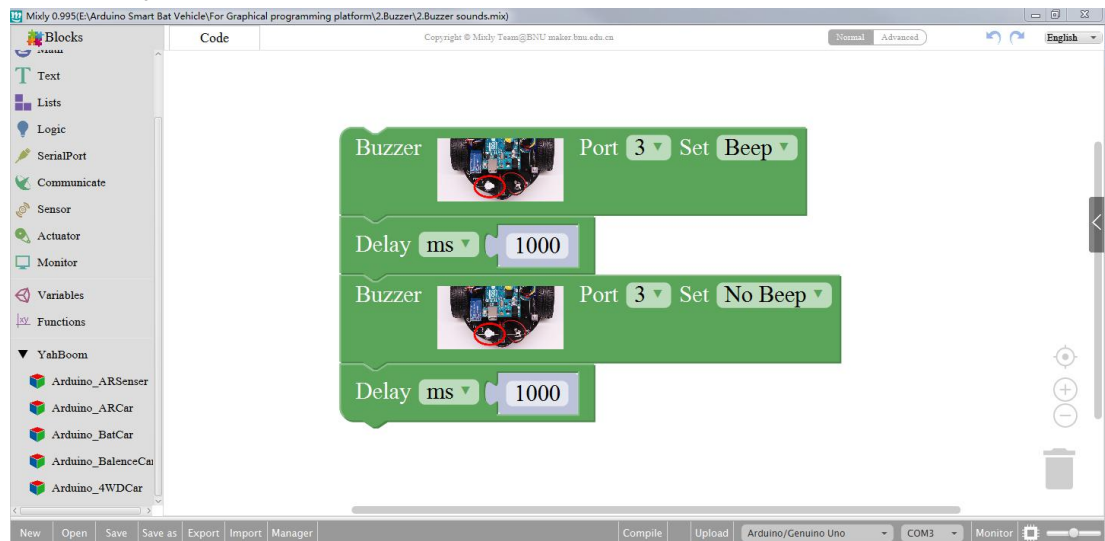 Mixly 0.995(E:\Arduino Smart Bat Vehicle\For Graphical programming platform\2.Buzzer\2.Buzzer sounds.mix)
Blocks
Code
Copyright © Mixly Team@BNU maker.bnu.edu.cn
Normal Advanced
English
Math
Text
Lists
Logic
SerialPort
Communicate
Sensor
Actuator
Monitor
Variables
xy Functions
YahBoom
Arduino_ARSenser
Arduino_ARCar
Arduino_BatCar
Arduino_BalenceCar
Arduino_4WDCar
Buzzer Port 3 Set Beep
Delay ms 1000
Buzzer Port 3 Set No Beep
Delay ms 1000
New Open Save Save as Export Import Manager Compile Upload Arduino/Genuino Uno COM3 Monitor